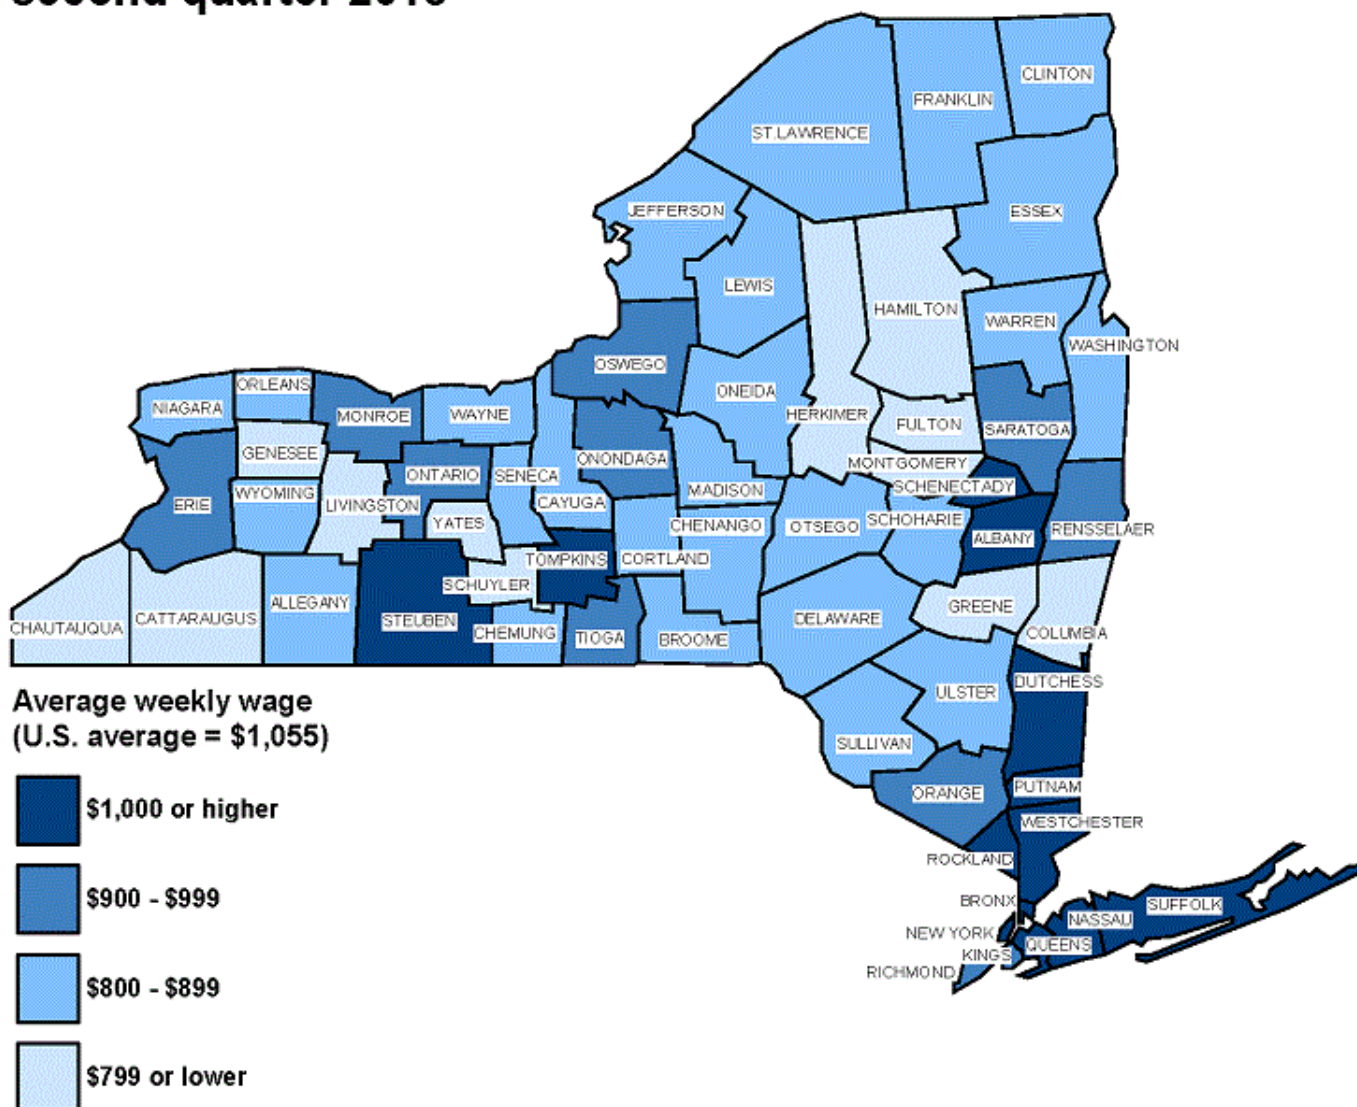 CLINTON
FRANKLIN
ST.LAWRENCE
JEFFERSON
ESSEX
LEWIS
HAMILTON
WARREN
WASHINGTON
OSWEGO
ONEIDA
ORLEANS
NIAGARA
MONROE
WAYNE
HERKIMER
FULTON
SARATOGA
GENESEE
ONONDAGA
MONTGOMERY
ONTARIO
SENECA
SCHENECTADY
MADISON
WYOMING
LIVINGSTON
CAYUGA
ERIE
YATES
CHENANGO
OTSEGO
SCHOHARIE
ALBANY
RENSSELAER
TOMPKINS
CORTLAND
SCHUYLER
ALLEGANY
GREENE
CATTARAUGUS
CHAUTAUQUA
STEUBEN
CHEMUNG
TIOGA
BROOME
DELAWARE
COLUMBIA
DUTCHESS
ULSTER
SULLIVAN
PUTNAM
ORANGE
WESTCHESTER
ROCKLAND
BRONX
SUFFOLK
NASSAU
NEW YORK
QUEENS
KINGS
RICHMOND
Average weekly wage
(U.S. average = $1,055)
$1,000 or higher
$900 - $999
$800 - $899
$799 or lower